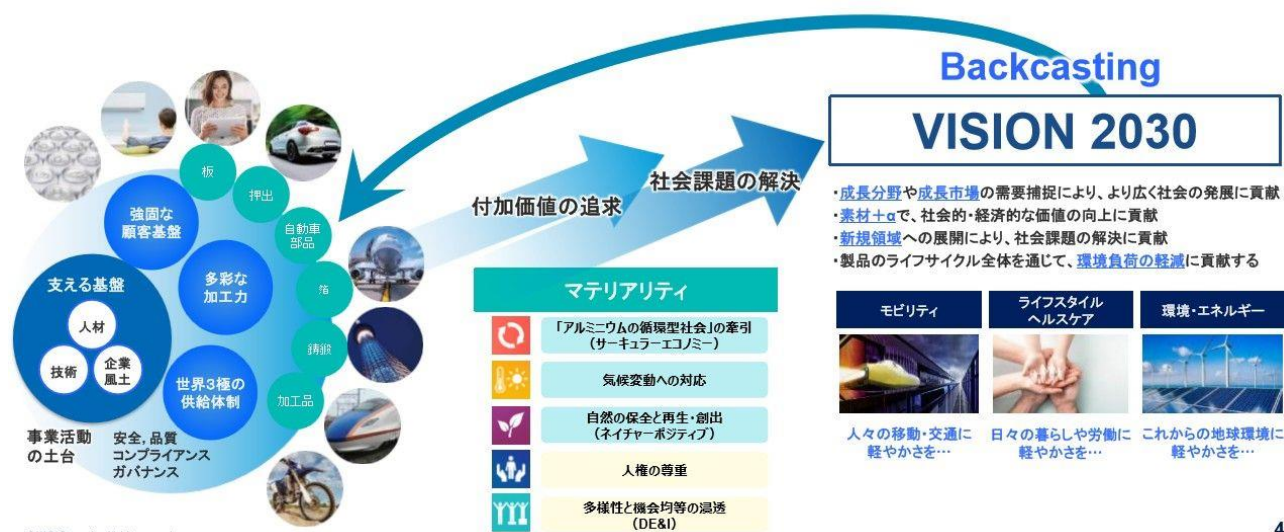 Backcasting
VISION 2030
・成長分野や成長市場の需要捕捉により、より広く社会の発展に貢献
・素材＋αで、社会的・経済的な価値の向上に貢献
・新規領域への展開により、社会課題の解決に貢献
・製品のライフサイクル全体を通じて、環境負荷の軽減に貢献する
社会課題の解決
付加価値の追求
板
押出
自動車
部品
箔
鋳鍛
加工品
強固な
顧客基盤
多彩な
加工力
世界3極の
供給体制
支える基盤
人材
技術
企業
風土
事業活動
の土台
安全，品質
コンプライアンス
ガバナンス
マテリアリティ
「アルミニウムの循環型社会」の牽引
（サーキュラーエコノミー）
気候変動への対応
自然の保全と再生・創出
（ネイチャーポジティブ）
人権の尊重
多様性と機会均等の浸透
（DE&I）
モビリティ
ライフスタイル
ヘルスケア
環境・エネルギー
人々の移動・交通に
軽やかさを…
日々の暮らしや労働に
軽やかさを…
これからの地球環境に
軽やかさを…
4